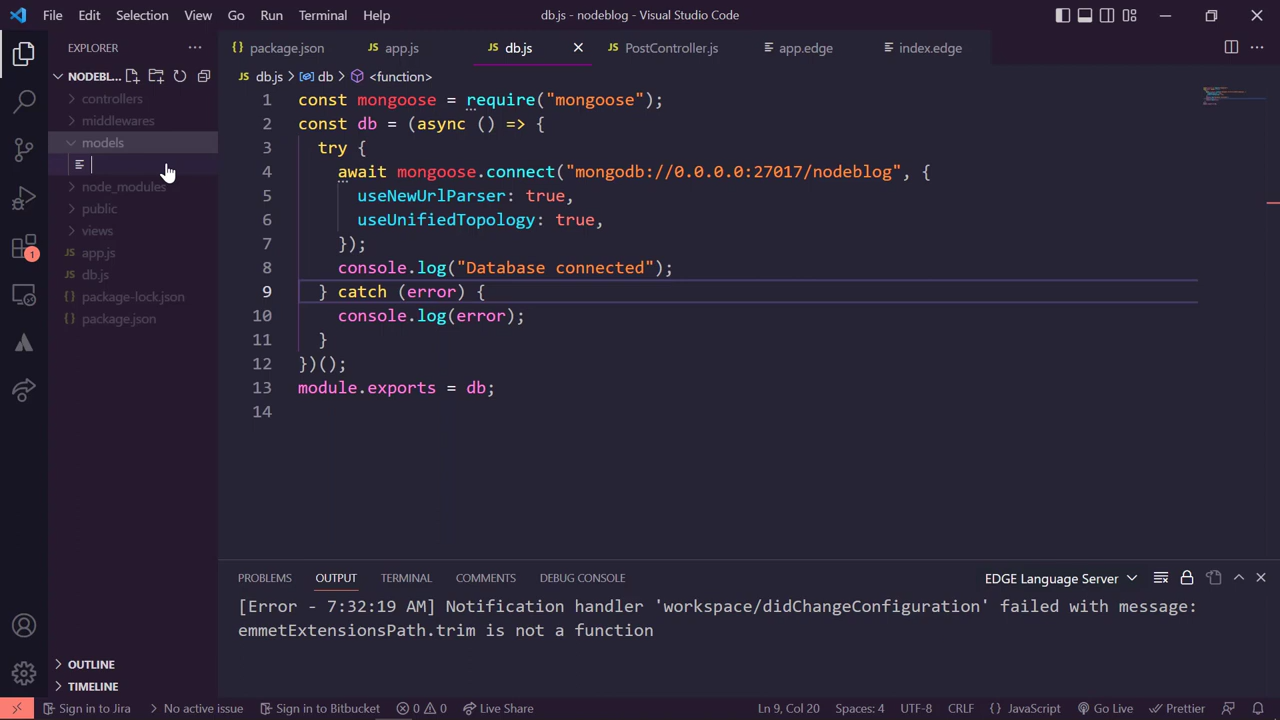 File Edit Selection View Go Run Terminal Help
db.js - nodeblog - Visual Studio Code
EXPLORER
NODEBL...
controllers
middlewares
models
node_modules
public
views
JS app.js
JS db.js
{} package-lock.json
{} package.json
OUTLINE
TIMELINE
{} package.json JS app.js JS db.js JS PostController.js app.edge index.edge
JS db.js > db > <function>
1 const mongoose = require("mongoose");
2 const db = (async () => {
3 try {
4 await mongoose.connect("mongodb://0.0.0.0:27017/nodeblog", {
5 useNewUrlParser: true,
6 useUnifiedTopology: true,
7 });
8 console.log("Database connected");
9 } catch (error) {
10 console.log(error);
11 }
12 })();
13 module.exports = db;
14
PROBLEMS OUTPUT TERMINAL COMMENTS DEBUG CONSOLE EDGE Language Server
[Error - 7:32:19 AM] Notification handler 'workspace/didChangeConfiguration' failed with message:
emmetExtensionsPath.trim is not a function
1
Sign in to Jira No active issue Sign in to Bitbucket 0 0 Live Share Ln 9, Col 20 Spaces: 4 UTF-8 CRLF {} JavaScript Go Live Prettier